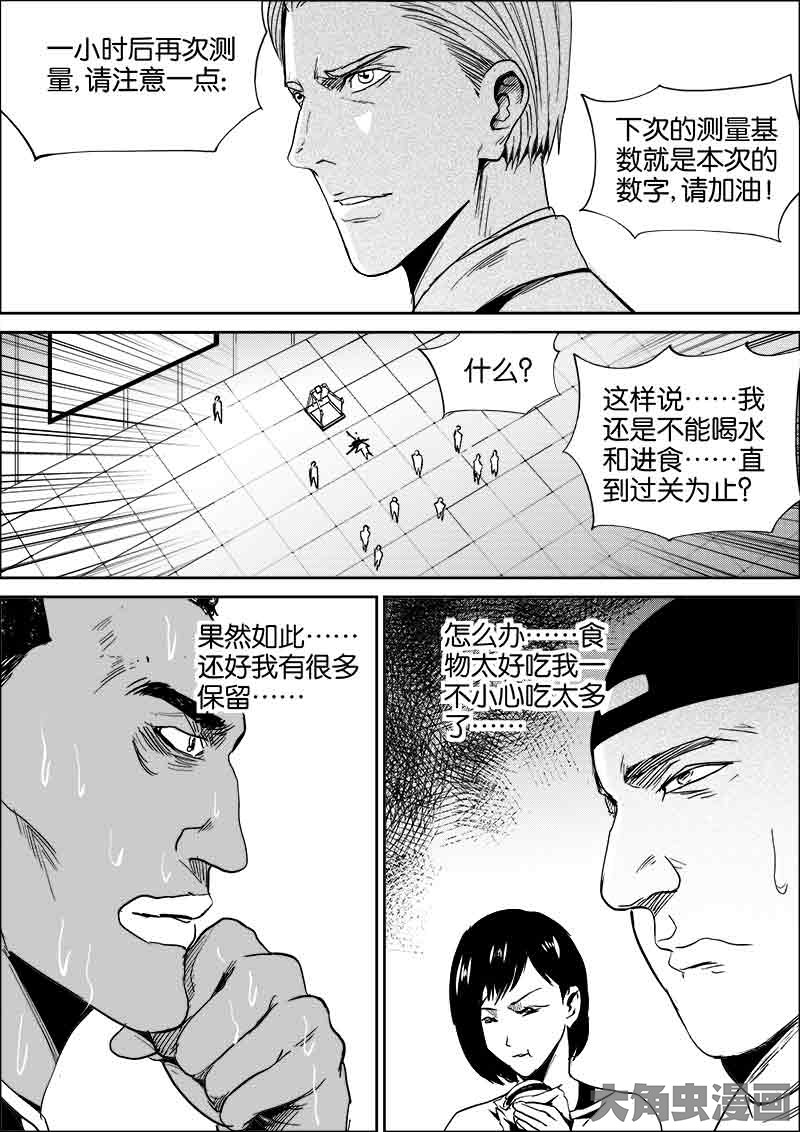 一小时后再次测
量,请注意一点:
下次的测量基
数就是本次的
数字,请加油!
什么?
这样说……我
还是不能喝水
和进食……直
到过关为止?
果然如此……
还好我有很多
保留……
怎么办……食
物太好吃我一
不小心吃太多
了……
大角虫漫画